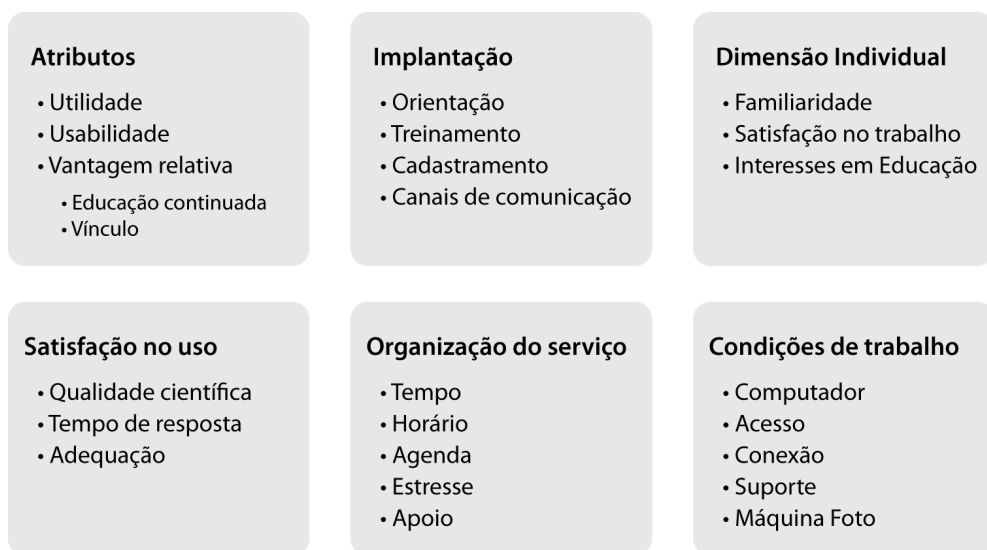 Atributos
• Utilidade
• Usabilidade
• Vantagem relativa
• Educação continuada
• Vínculo
Implantação
• Orientação
• Treinamento
• Cadastramento
• Canais de comunicação
Dimensão Individual
• Familiaridade
• Satisfação no trabalho
• Interesses em Educação
Satisfação no uso
• Qualidade científica
• Tempo de resposta
• Adequação
Organização do serviço
• Tempo
• Horário
• Agenda
• Estresse
• Apoio
Condições de trabalho
• Computador
• Acesso
• Conexão
• Suporte
• Máquina Foto